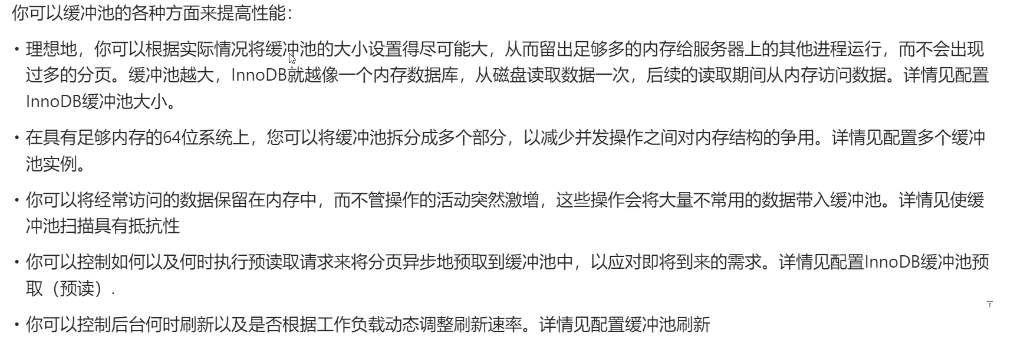 你可以缓冲池的各种方面来提高性能：
• 理想地，你可以根据实际情况将缓冲池的大小设置得尽可能大，从而留出足够多的内存给服务器上的其他进程运行，而不会出现
过多的分页。缓冲池越大，InnoDB就越像一个内存数据库，从磁盘读取数据一次，后续的读取期间从内存访问数据。详情见配置
InnoDB缓冲池大小。
• 在具有足够内存的64位系统上，您可以将缓冲池拆分成多个部分，以减少并发操作之间对内存结构的争用。详情见配置多个缓冲
池实例。
• 你可以将经常访问的数据保留在内存中，而不管操作的活动突然激增，这些操作会将大量不常用的数据带入缓冲池。详情见使缓
冲池扫描具有抵抗性
• 你可以控制如何以及何时执行预读取请求来将分页异步地预取到缓冲池中，以应对即将到来的需求。详情见配置InnoDB缓冲池预
取（预读）.
• 你可以控制后台何时刷新以及是否根据工作负载动态调整刷新速率。详情见配置缓冲池刷新